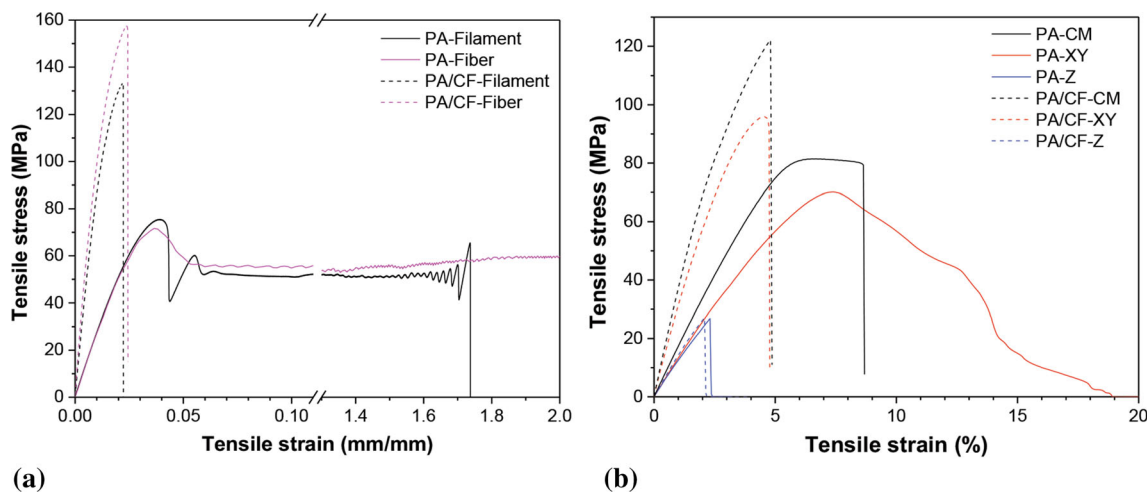 160
140
120
100
80
60
40
20
0
Tensile stress (MPa)
PA-Filament
PA-Fiber
PA/CF-Filament
PA/CF-Fiber
0.00 0.05 0.10 1.4 1.6 1.8 2.0
Tensile strain (mm/mm)
(a)
120
100
80
60
40
20
0
Tensile stress (MPa)
PA-CM
PA-XY
PA-Z
PA/CF-CM
PA/CF-XY
PA/CF-Z
0 5 10 15 20
Tensile strain (%)
(b)